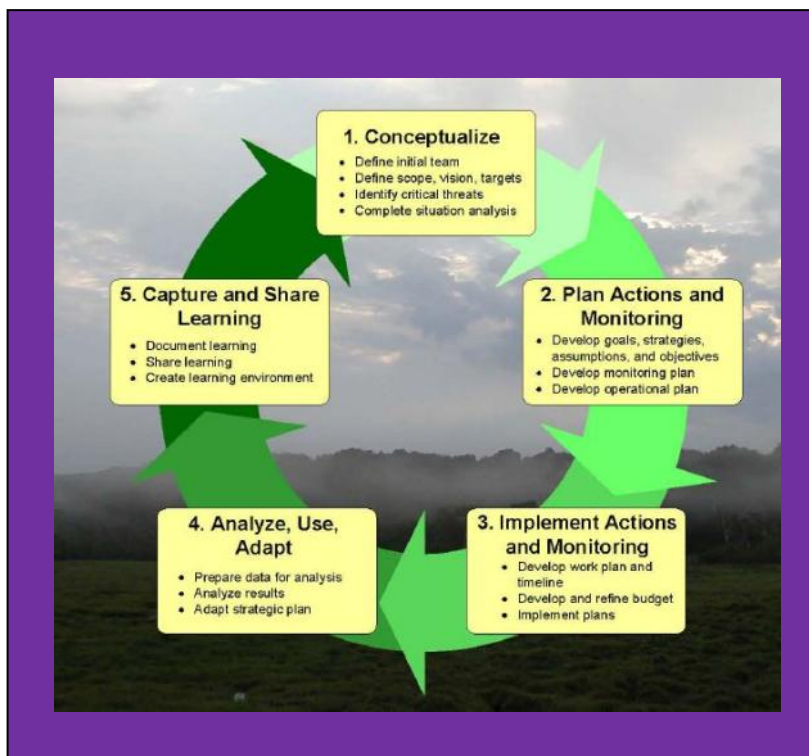 1. Conceptualize
• Define initial team
• Define scope, vision, targets
• Identify critical threats
• Complete situation analysis
2. Plan Actions and
Monitoring
• Develop goals, strategies,
assumptions, and objectives
• Develop monitoring plan
• Develop operational plan
3. Implement Actions
and Monitoring
• Develop work plan and
timeline
• Develop and refine budget
• Implement plans
4. Analyze, Use,
Adapt
• Prepare data for analysis
• Analyze results
• Adapt strategic plan
5. Capture and Share
Learning
• Document learning
• Share learning
• Create learning environment